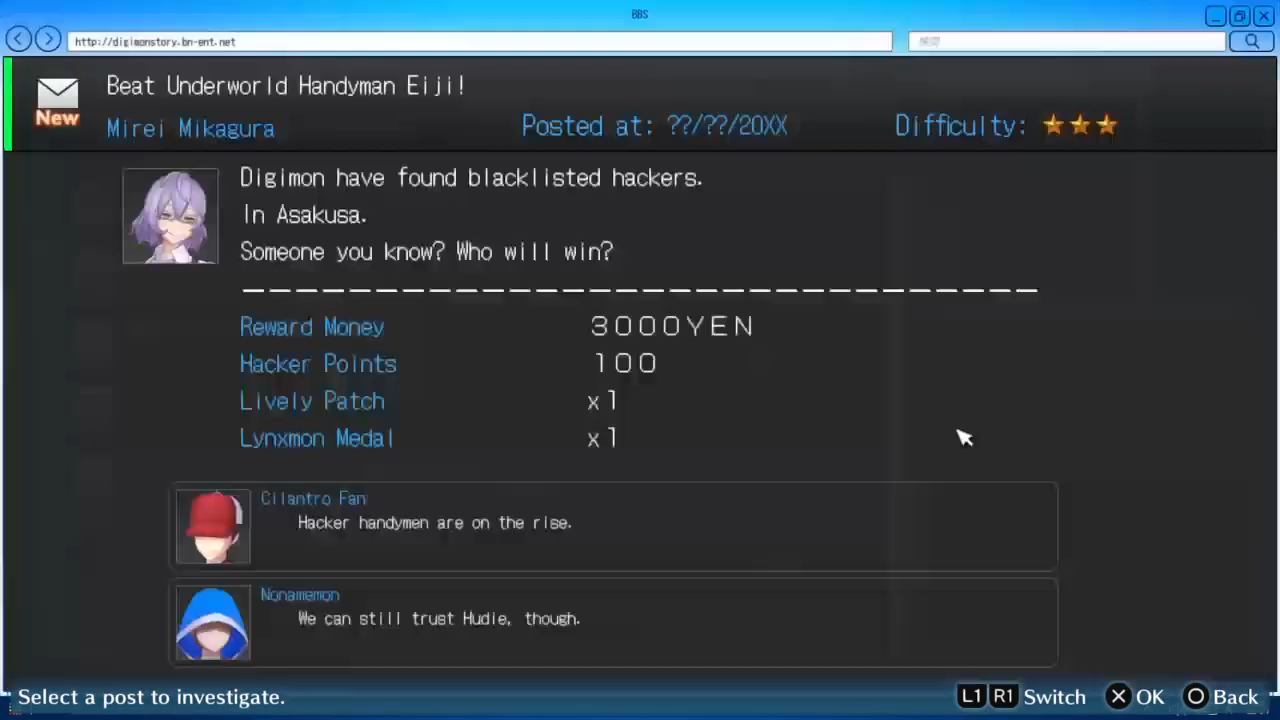 BBS
http://digimonstory.bn-ent.net
検索
Beat Underworld Handyman Eiji!
New
Mirei Mikagura
Posted at: ??/??/20XX
Difficulty: ★★★
Digimon have found blacklisted hackers.
In Asakusa.
Someone you know? Who will win?
Reward Money 3000YEN
Hacker Points 100
Lively Patch x1
Lynxmon Medal x1
Cilantro Fan
Hacker handymen are on the rise.
Nonamemon
We can still trust Hudie, though.
Select a post to investigate.
L1 R1 Switch
OK
Back